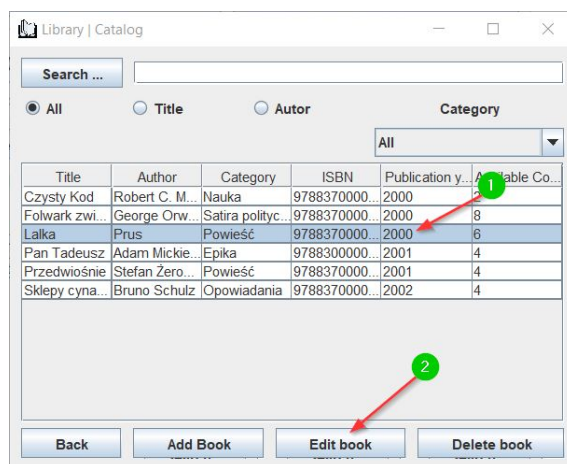 Library | Catalog
Search ...
All Title Autor Category
All
Title Author Category ISBN Publication y... Available Co...
Czysty Kod Robert C. M... Nauka 9788370000... 2000 2
Folwark zwi... George Orw... Satira polityc... 9788370000... 2000 8
Lalka Prus Powieść 9788370000... 2000 6
Pan Tadeusz Adam Mickie... Epika 9788300000... 2001 4
Przedwiośnie Stefan Żero... Powieść 9788370000... 2001 4
Sklepy cyna... Bruno Schulz Opowiadania 9788370000... 2002 4
1
2
Back Add Book Edit book Delete book